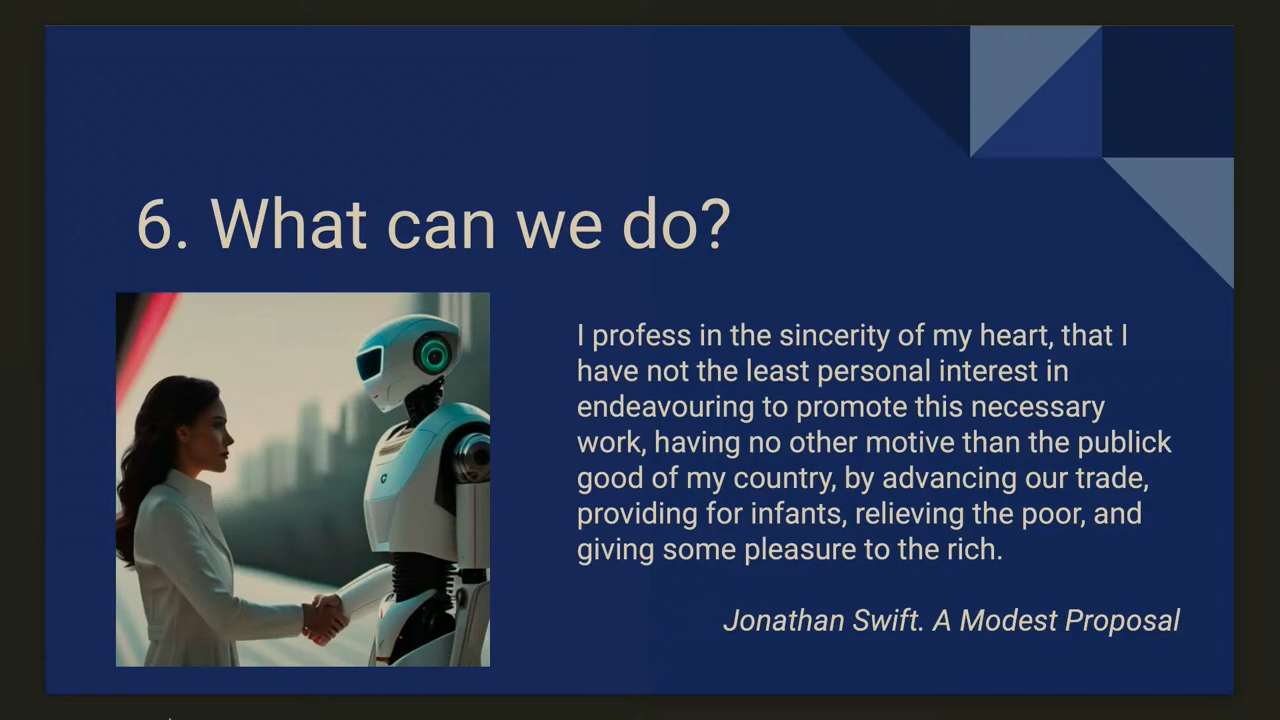 6. What can we do?
I profess in the sincerity of my heart, that I
have not the least personal interest in
endeavouring to promote this necessary
work, having no other motive than the publick
good of my country, by advancing our trade,
providing for infants, relieving the poor, and
giving some pleasure to the rich.
Jonathan Swift. A Modest Proposal